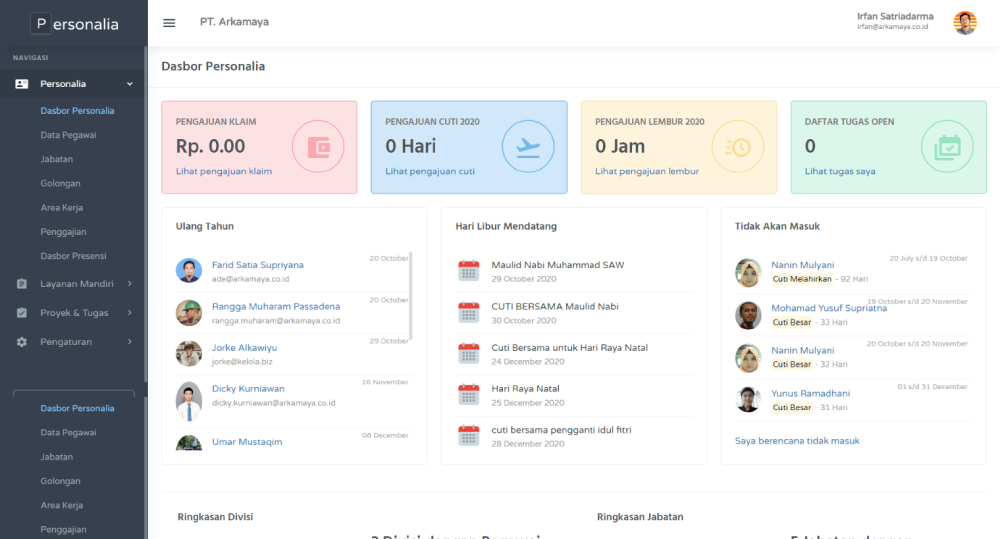 Personalia
PT. Arkamaya
Irfan Satriadarma
irfan@arkamaya.co.id
NAVIGASI
Personalia
Dasbor Personalia
Data Pegawai
Jabatan
Golongan
Area Kerja
Penggajian
Dasbor Presensi
Layanan Mandiri
Proyek & Tugas
Pengaturan
Dasbor Personalia
Data Pegawai
Jabatan
Golongan
Area Kerja
Penggajian
Dasbor Personalia
PENGAJUAN KLAIM
Rp. 0.00
Lihat pengajuan klaim
PENGAJUAN CUTI 2020
0 Hari
Lihat pengajuan cuti
PENGAJUAN LEMBUR 2020
0 Jam
Lihat pengajuan lembur
DAFTAR TUGAS OPEN
0
Lihat tugas saya
Ulang Tahun
20 October
Farid Satia Supriyana
ade@arkamaya.co.id
20 October
Rangga Muharam Passadena
rangga.muharam@arkamaya.co.id
29 October
Jorke Alkawiyu
jorke@kelola.biz
16 November
Dicky Kurniawan
dicky.kurniawan@arkamaya.co.id
08 December
Umar Mustaqim
Hari Libur Mendatang
Maulid Nabi Muhammad SAW
29 October 2020
CUTI BERSAMA Maulid Nabi
30 October 2020
Cuti Bersama untuk Hari Raya Natal
24 December 2020
Hari Raya Natal
25 December 2020
cuti bersama pengganti idul fitri
28 December 2020
Tidak Akan Masuk
20 July s/d 19 October
Nanin Mulyani
Cuti Melahirkan - 92 Hari
19 October s/d 20 November
Mohamad Yusuf Supriatna
Cuti Besar - 33 Hari
20 October s/d 20 November
Nanin Mulyani
Cuti Besar - 32 Hari
01 s/d 31 December
Yunus Ramadhani
Cuti Besar - 31 Hari
Saya berencana tidak masuk
Ringkasan Divisi
Ringkasan Jabatan